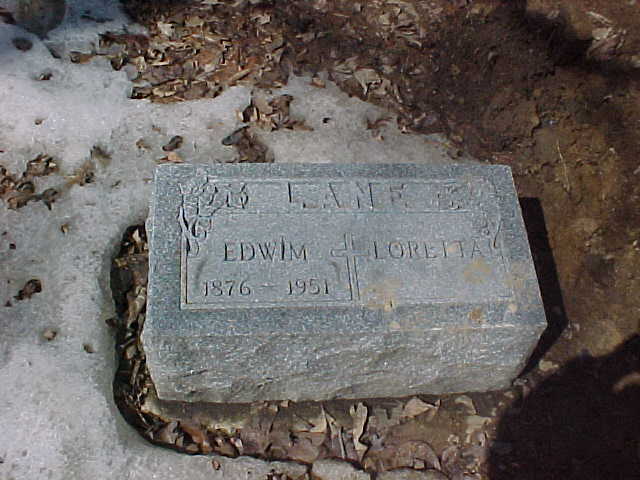 LANE
EDWIM LORETTA
1876 - 1951